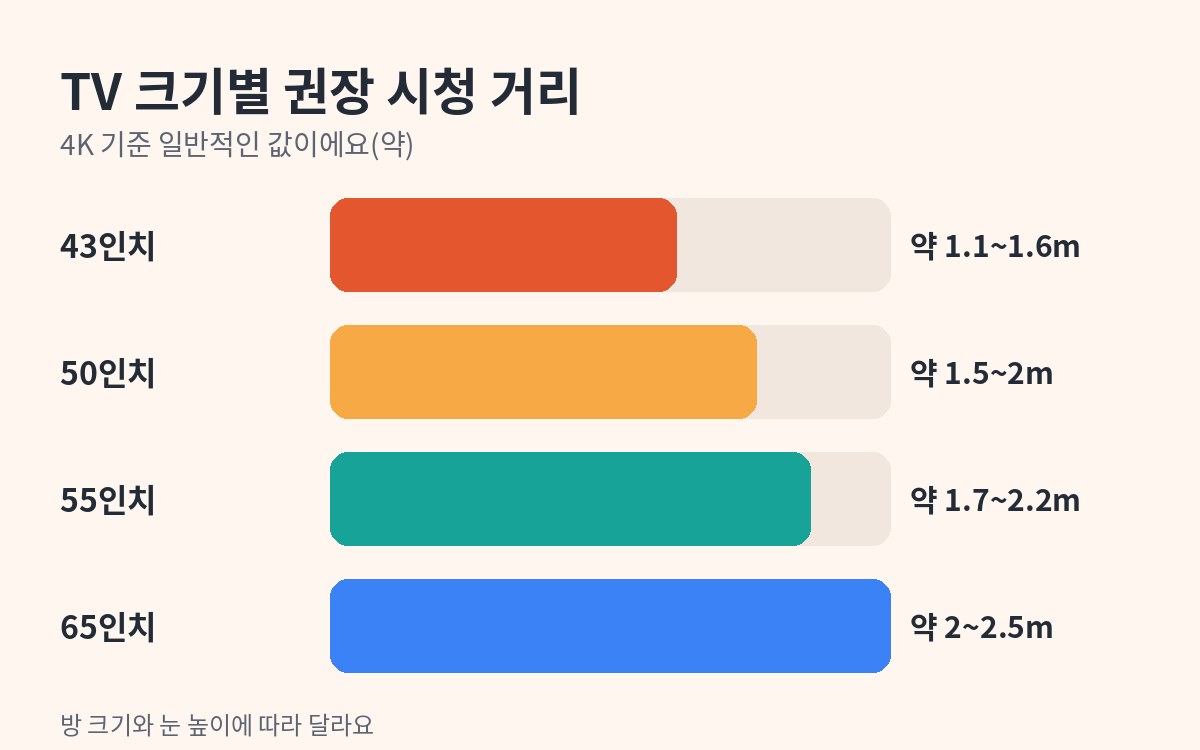 TV 크기별 권장 시청 거리
4K 기준 일반적인 값이에요(약)
43인치 약 1.1~1.6m
50인치 약 1.5~2m
55인치 약 1.7~2.2m
65인치 약 2~2.5m
방 크기와 눈 높이에 따라 달라요